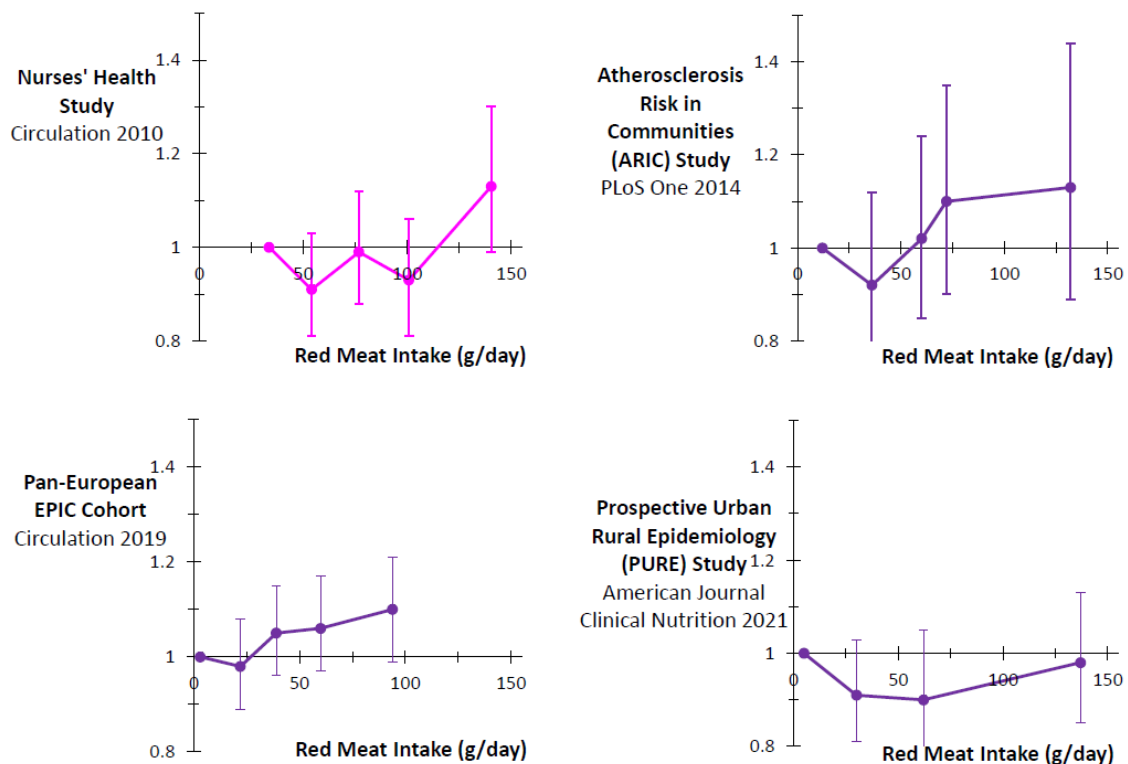 Nurses' Health
Study
Circulation 2010
1.4
1.2
1
0.8
0
50
100
150
Red Meat Intake (g/day)
Atherosclerosis
Risk in
Communities
(ARIC) Study
PLoS One 2014
1.4
1.2
1
0.8
0
50
100
150
Red Meat Intake (g/day)
Pan-European
EPIC Cohort
Circulation 2019
1.4
1.2
1
0.8
0
50
100
150
Red Meat Intake (g/day)
Prospective Urban
Rural Epidemiology
(PURE) Study
American Journal
Clinical Nutrition 2021
1.4
1.2
1
0.8
0
50
100
150
Red Meat Intake (g/day)